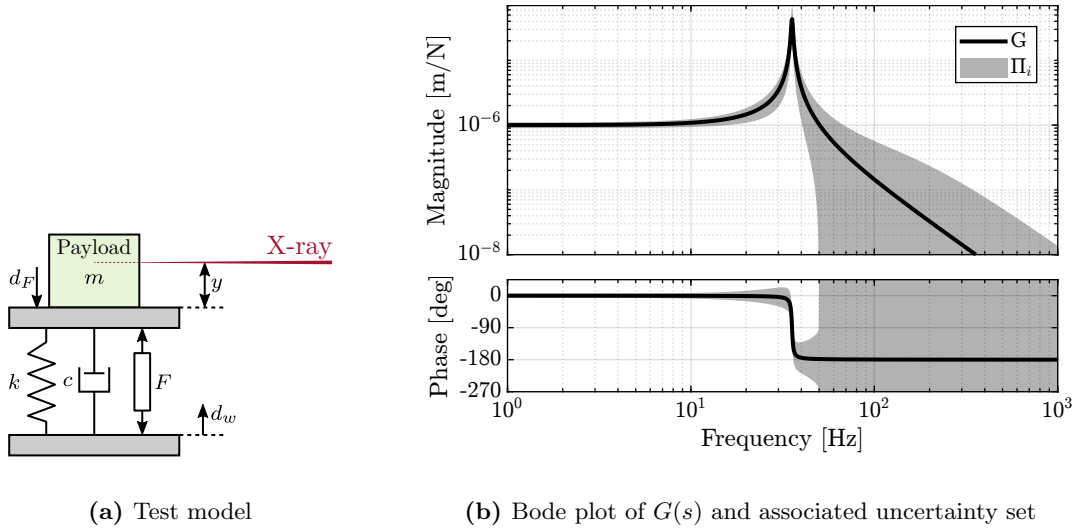 Payload
m
X-ray
d_F
y
k
c
F
d_w
(a) Test model
Magnitude [m/N]
10^{-6}
10^{-8}
G
Π_i
Phase [deg]
0
-90
-180
-270
10^0
10^1
10^2
10^3
Frequency [Hz]
(b) Bode plot of G(s) and associated uncertainty set